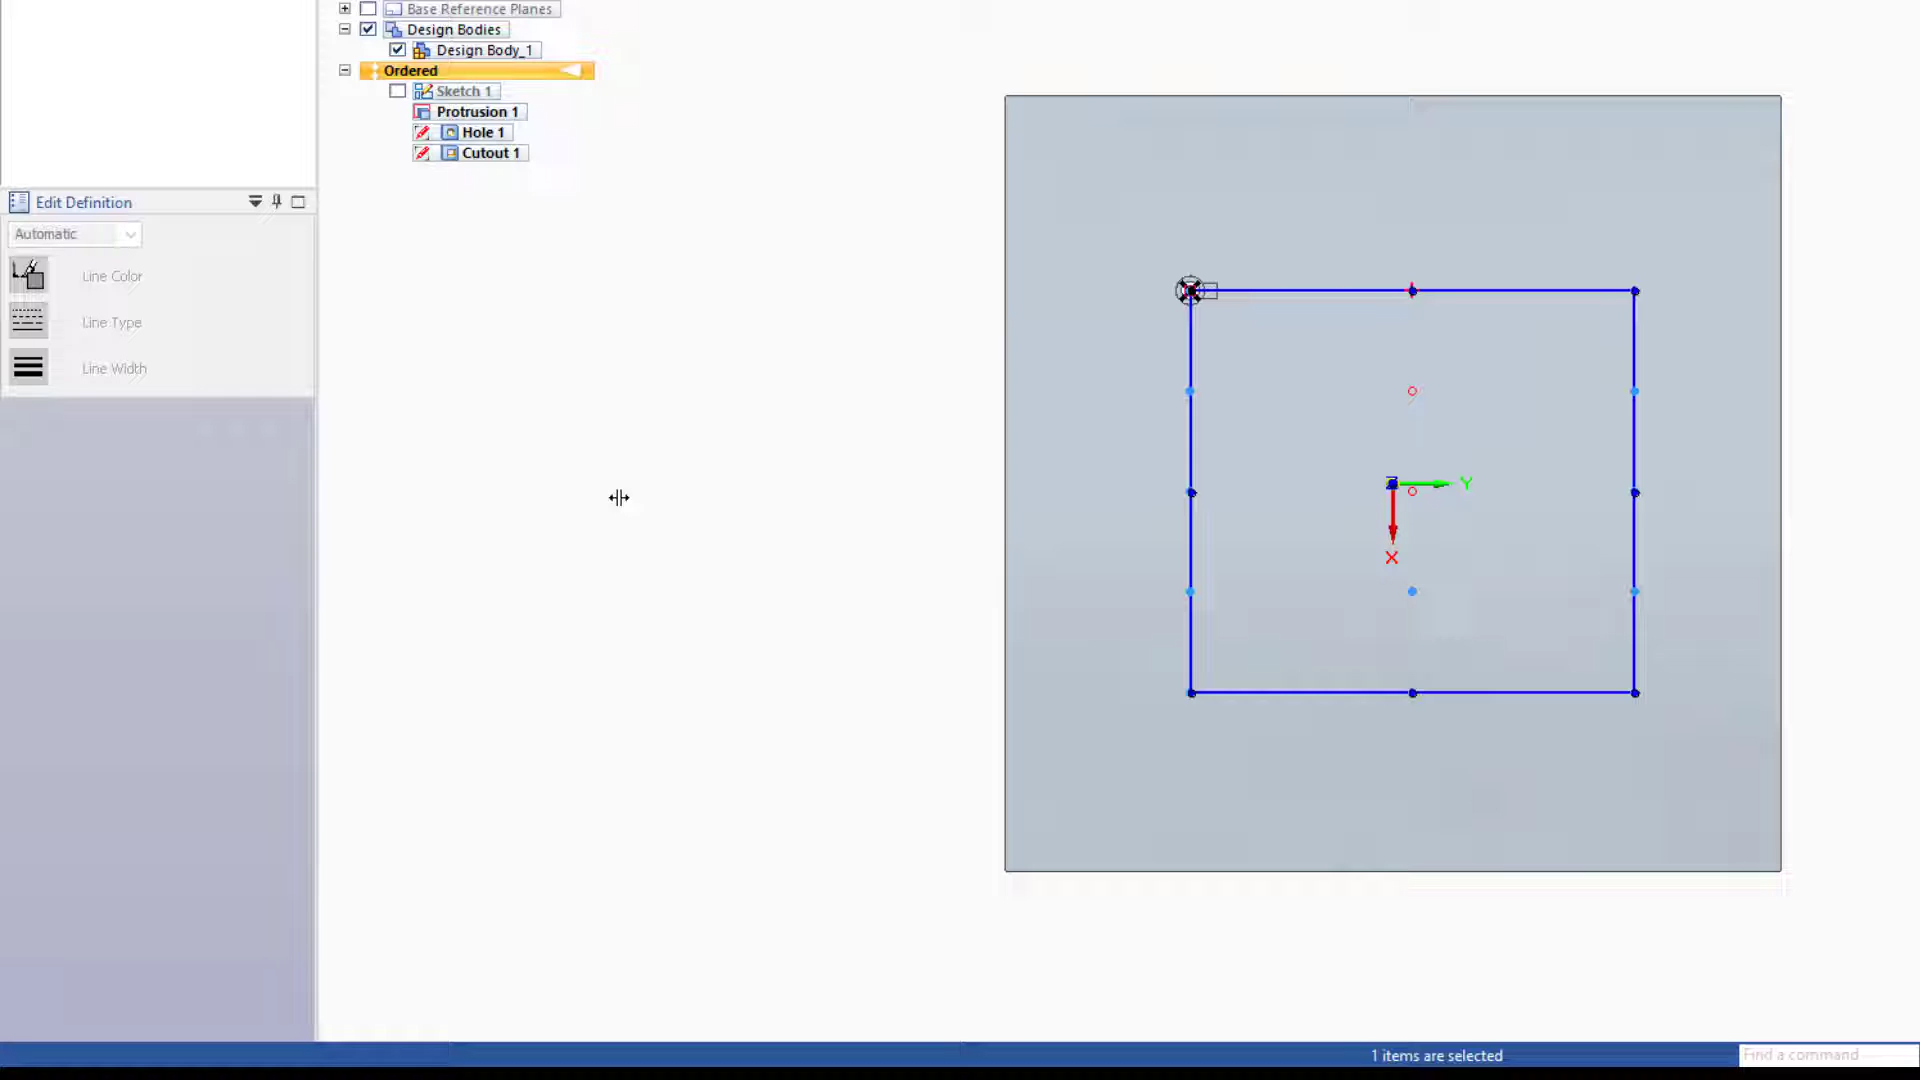 Base Reference Planes
Design Bodies
Design Body_1
Ordered
Sketch 1
Protrusion 1
Hole 1
Cutout 1
Edit Definition
Automatic
Line Color
Line Type
Line Width
Z
Y
X
1 items are selected
Find a command